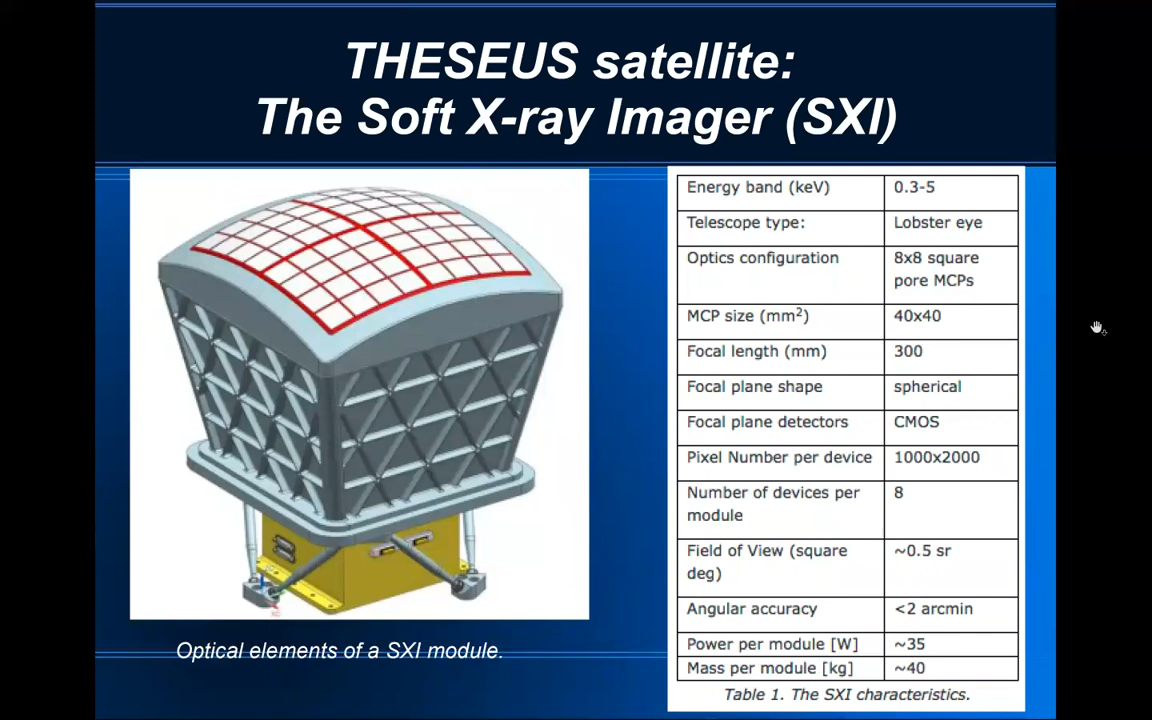 THESEUS satellite:
The Soft X-ray Imager (SXI)
Energy band (keV) 0.3-5
Telescope type: Lobster eye
Optics configuration 8x8 square
pore MCPs
MCP size (mm²) 40x40
Focal length (mm) 300
Focal plane shape spherical
Focal plane detectors CMOS
Pixel Number per device 1000x2000
Number of devices per 8
module
Field of View (square ~0.5 sr
deg)
Angular accuracy <2 arcmin
Power per module [W] ~35
Mass per module [kg] ~40
Table 1. The SXI characteristics.
Optical elements of a SXI module.